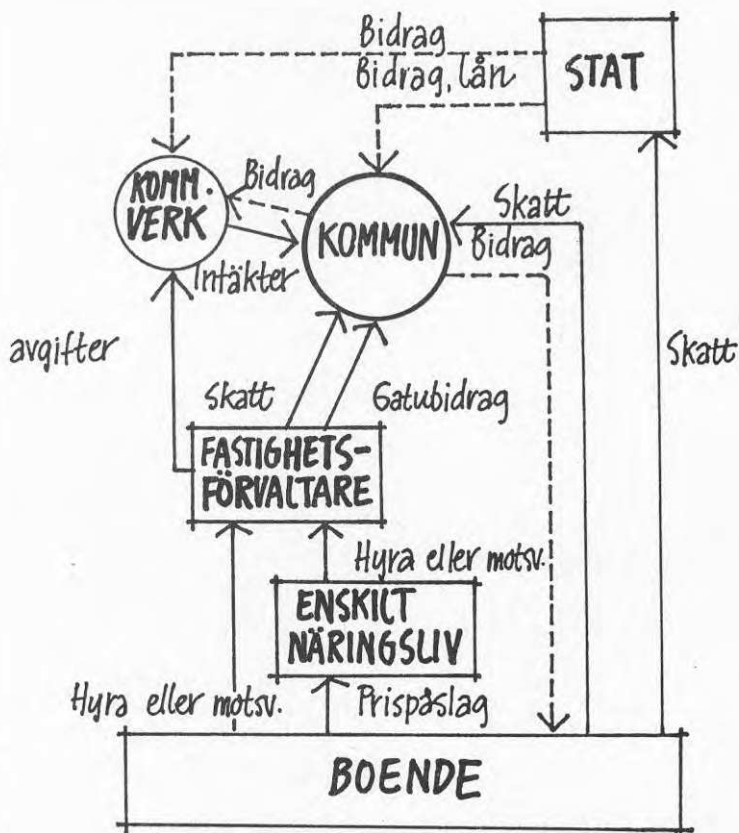 Bidrag
Bidrag, lån
STAT
KOMM.
VERK
Bidrag
KOMMUN
Skatt
Bidrag
Intäkter
avgifter
Skatt
Skatt
Gatubidrag
FASTIGHETS-
FÖRVALTARE
Hyra eller motsv.
ENSKILT
NÄRINGSLIV
Hyra eller motsv.
Prispåslag
BOENDE